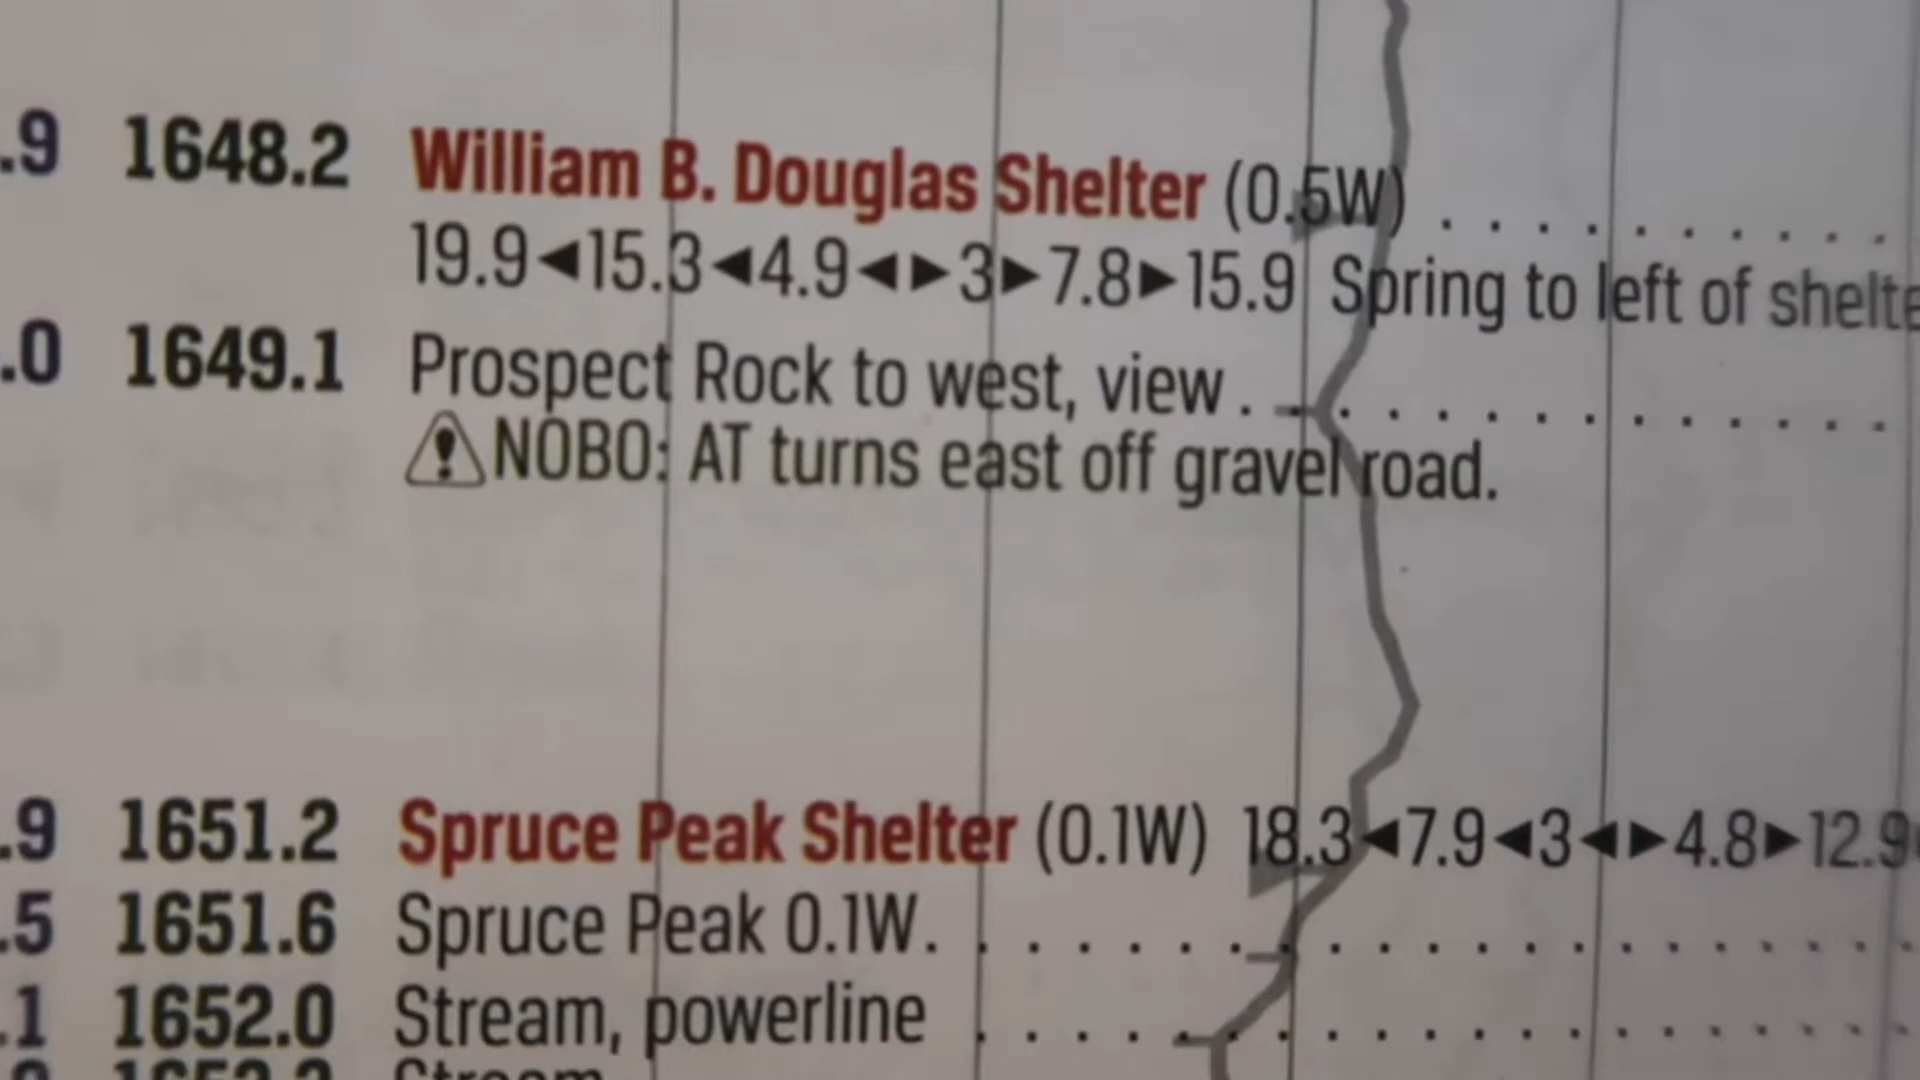 .9 1648.2 William B. Douglas Shelter (0.5W) . . . . . . . . . .
19.9◀15.3◀4.9◀▶3▶7.8▶15.9 Spring to left of
.0 1649.1 Prospect Rock to west, view . . . . . . . . . . . . . .
⚠NOBO: AT turns east off gravel road.
.9 1651.2 Spruce Peak Shelter (0.1W) 18.3◀7.9◀3◀▶4.8▶12.9
.5 1651.6 Spruce Peak 0.1W. . . . . . . . . . . . . . . . . . . . .
.1 1652.0 Stream, powerline . . . . . . . . . . . . . . . . . . . .
Stream